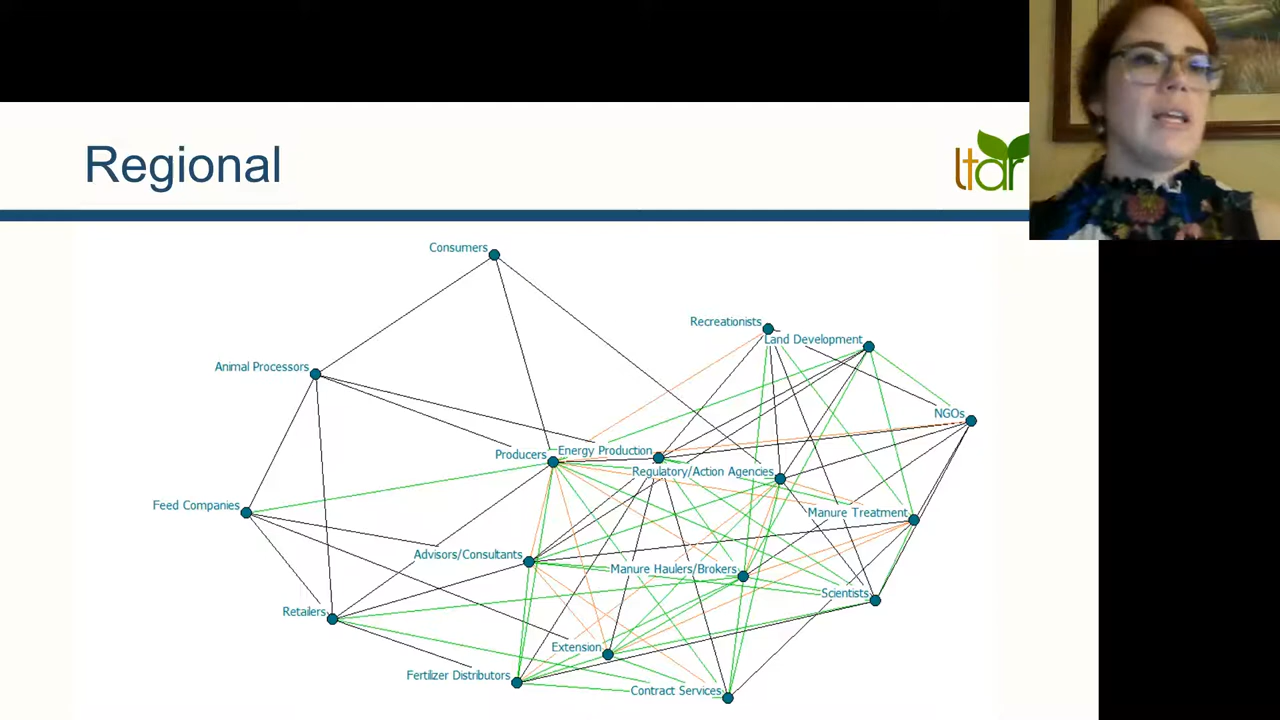 Regional
ltar
Consumers
Recreationists
Land Development
Animal Processors
NGOs
Producers
Energy Production
Regulatory/Action Agencies
Feed Companies
Manure Treatment
Advisors/Consultants
Manure Haulers/Brokers
Scientists
Retailers
Extension
Fertilizer Distributors
Contract Services